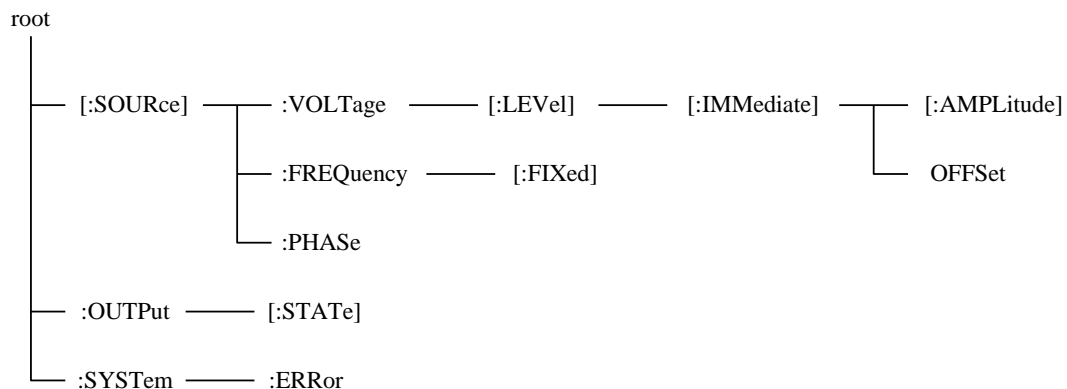 root
[:SOURce] :VOLTage [:LEVel] [:IMMediate] [:AMPLitude]
:FREQuency [:FIXed] OFFSet
:PHASe
:OUTPut [:STATe]
:SYSTem :ERRor